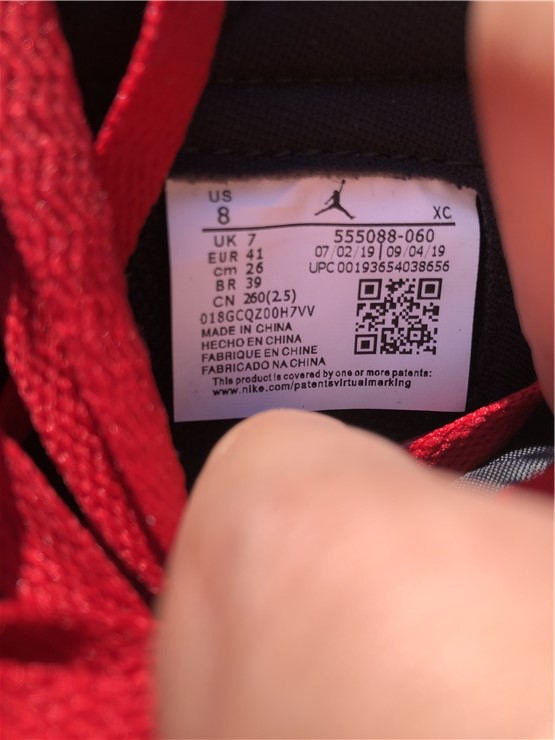 US
8
XC
UK 7
EUR 41
cm 26
BR 39
CN 260(2.5)
018GCQZ00H7VV
555088-060
07/02/19 | 09/04/19
UPC 00193654038656
MADE IN CHINA
HECHO EN CHINA
FABRIQUE EN CHINE
FABRICADO NA CHINA
This product is covered by one or more patents:
www.nike.com/patentsvirtualmarking